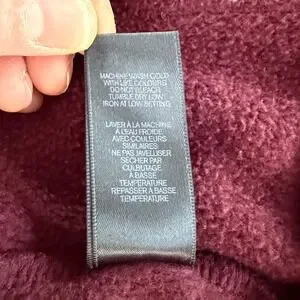 MACHINE WASH COLD
WITH LIKE COLOURS
DO NOT BLEACH
TUMBLE DRY LOW
IRON AT LOW SETTING
LAVER À LA MACHINE
À L'EAU FROIDE
AVEC COULEURS
SIMILAIRES
NE PAS JAVELLISER
SÉCHER PAR
CULBUTAGE
À BASSE
TEMPÉRATURE
REPASSER À BASSE
TEMPÉRATURE